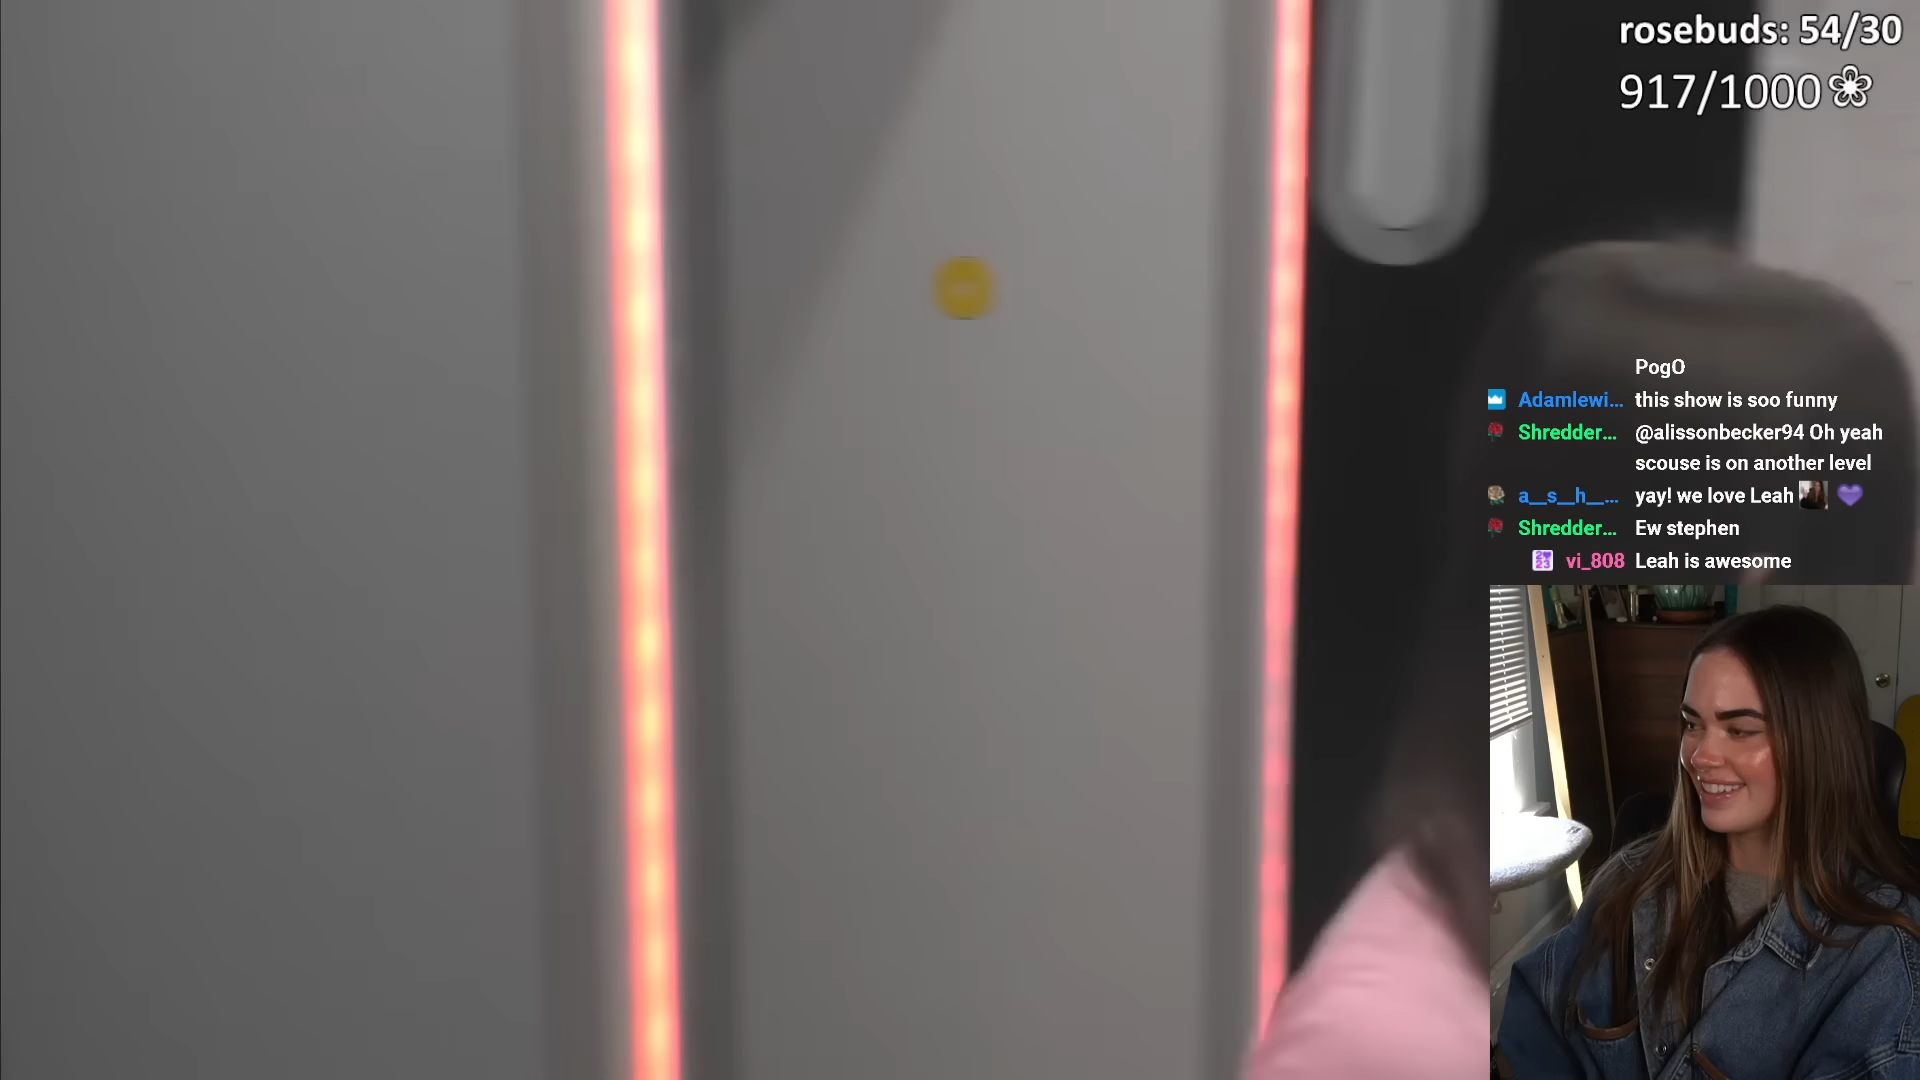 rosebuds: 54/30
917/1000
PogO
Adamlewi... this show is soo funny
Shredder... @alissonbecker94 Oh yeah
scouse is on another level
a__s__h__... yay! we love Leah
Shredder... Ew stephen
vi_808 Leah is awesome